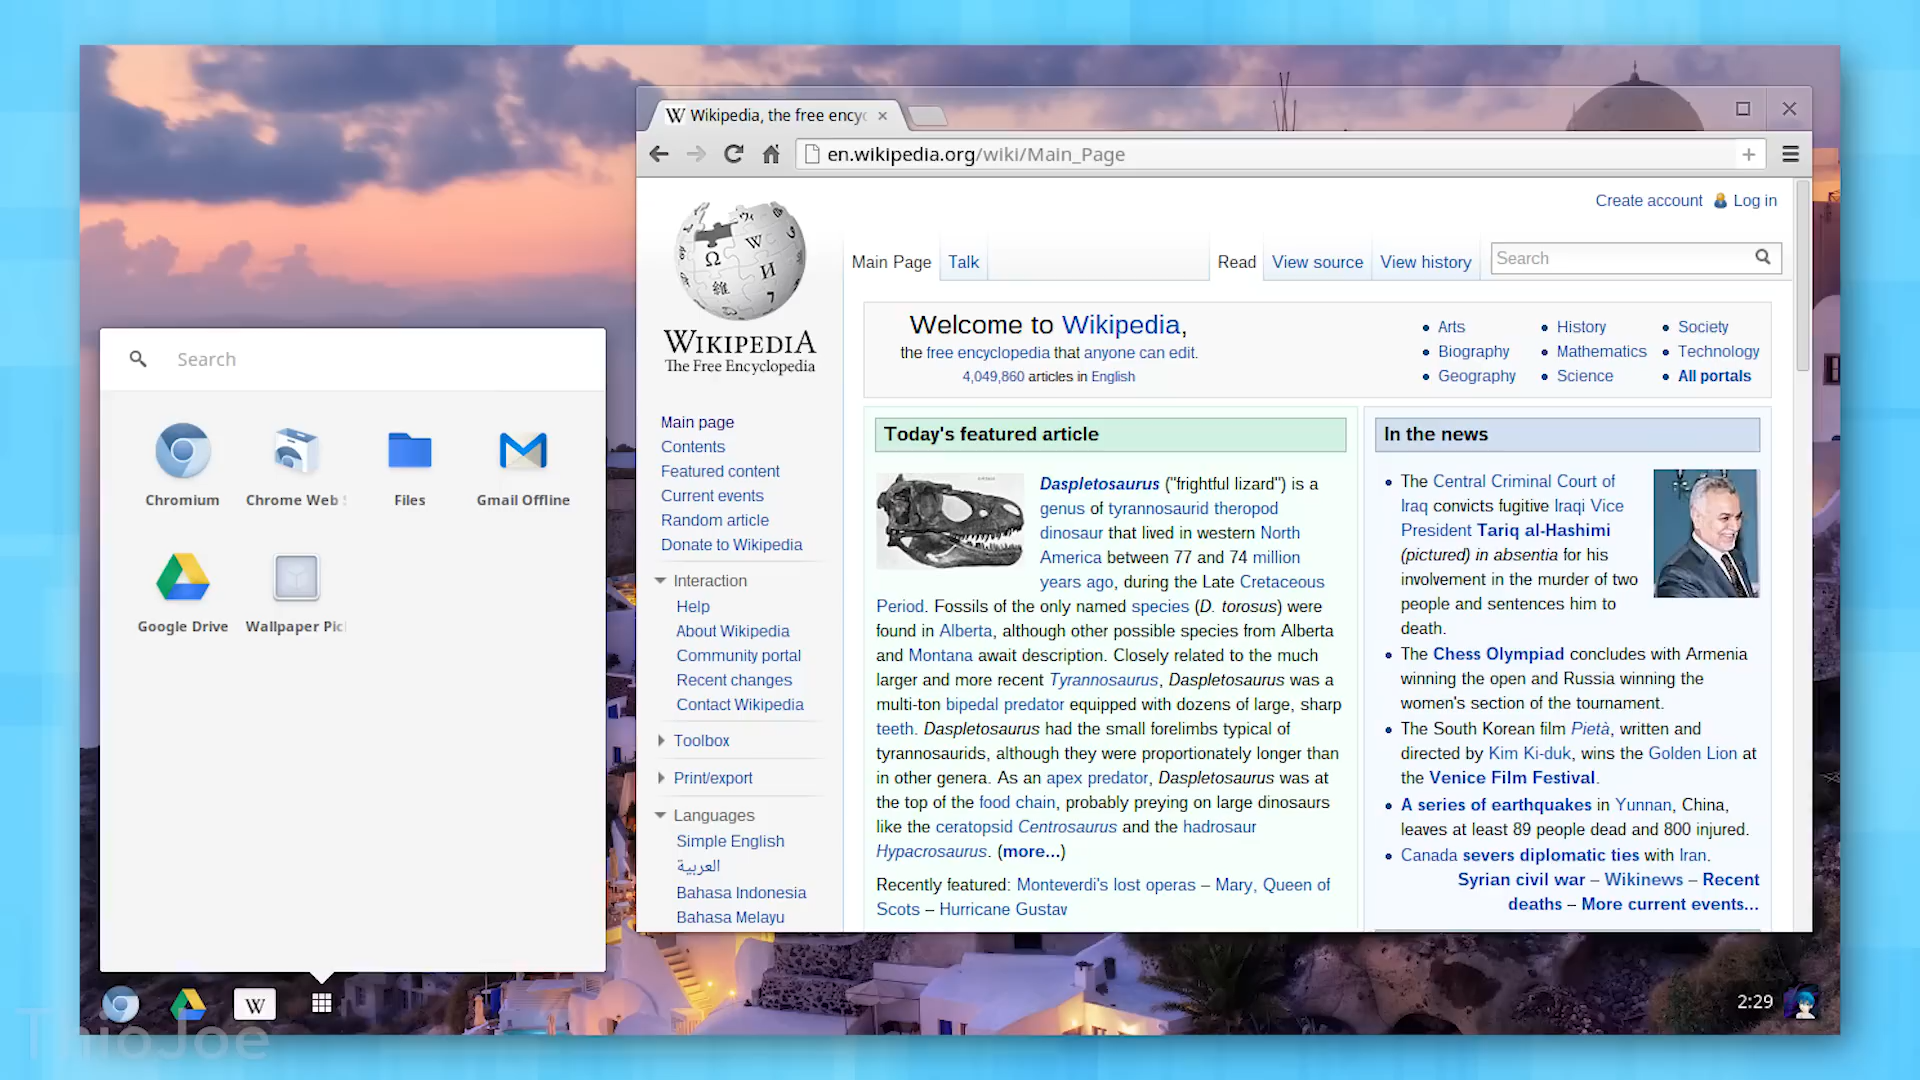 Wikipedia, the free ency
en.wikipedia.org/wiki/Main_Page
Create account Log in
Main Page Talk Read View source View history Search
WIKIPEDIA
The Free Encyclopedia
Main page
Contents
Featured content
Current events
Random article
Donate to Wikipedia
Interaction
Help
About Wikipedia
Community portal
Recent changes
Contact Wikipedia
Toolbox
Print/export
Languages
Simple English
العربية
Bahasa Indonesia
Bahasa Melayu
Welcome to Wikipedia,
the free encyclopedia that anyone can edit.
4,049,860 articles in English
Arts
Biography
Geography
History
Mathematics
Science
Society
Technology
All portals
Today's featured article
Daspletosaurus ("frightful lizard") is a
genus of tyrannosaurid theropod
dinosaur that lived in western North
America between 77 and 74 million
years ago, during the Late Cretaceous
Period. Fossils of the only named species (D. torosus) were
found in Alberta, although other possible species from Alberta
and Montana await description. Closely related to the much
larger and more recent Tyrannosaurus, Daspletosaurus was a
multi-ton bipedal predator equipped with dozens of large, sharp
teeth. Daspletosaurus had the small forelimbs typical of
tyrannosaurids, although they were proportionately longer than
in other genera. As an apex predator, Daspletosaurus was at
the top of the food chain, probably preying on large dinosaurs
like the ceratopsid Centrosaurus and the hadrosaur
Hypacrosaurus. (more...)
Recently featured: Monteverdi's lost operas – Mary, Queen of
Scots – Hurricane Gustav
In the news
The Central Criminal Court of
Iraq convicts fugitive Iraqi Vice
President Tariq al-Hashimi
(pictured) in absentia for his
involvement in the murder of two
people and sentences him to
death.
The Chess Olympiad concludes with Armenia
winning the open and Russia winning the
women's section of the tournament.
The South Korean film Pietà, written and
directed by Kim Ki-duk, wins the Golden Lion at
the Venice Film Festival.
A series of earthquakes in Yunnan, China,
leaves at least 89 people dead and 800 injured.
Canada severs diplomatic ties with Iran.
Syrian civil war – Wikinews – Recent
deaths – More current events...
Search
Chromium Chrome Web Files Gmail Offline
Google Drive Wallpaper Pic
W
2:29
ThioJoe